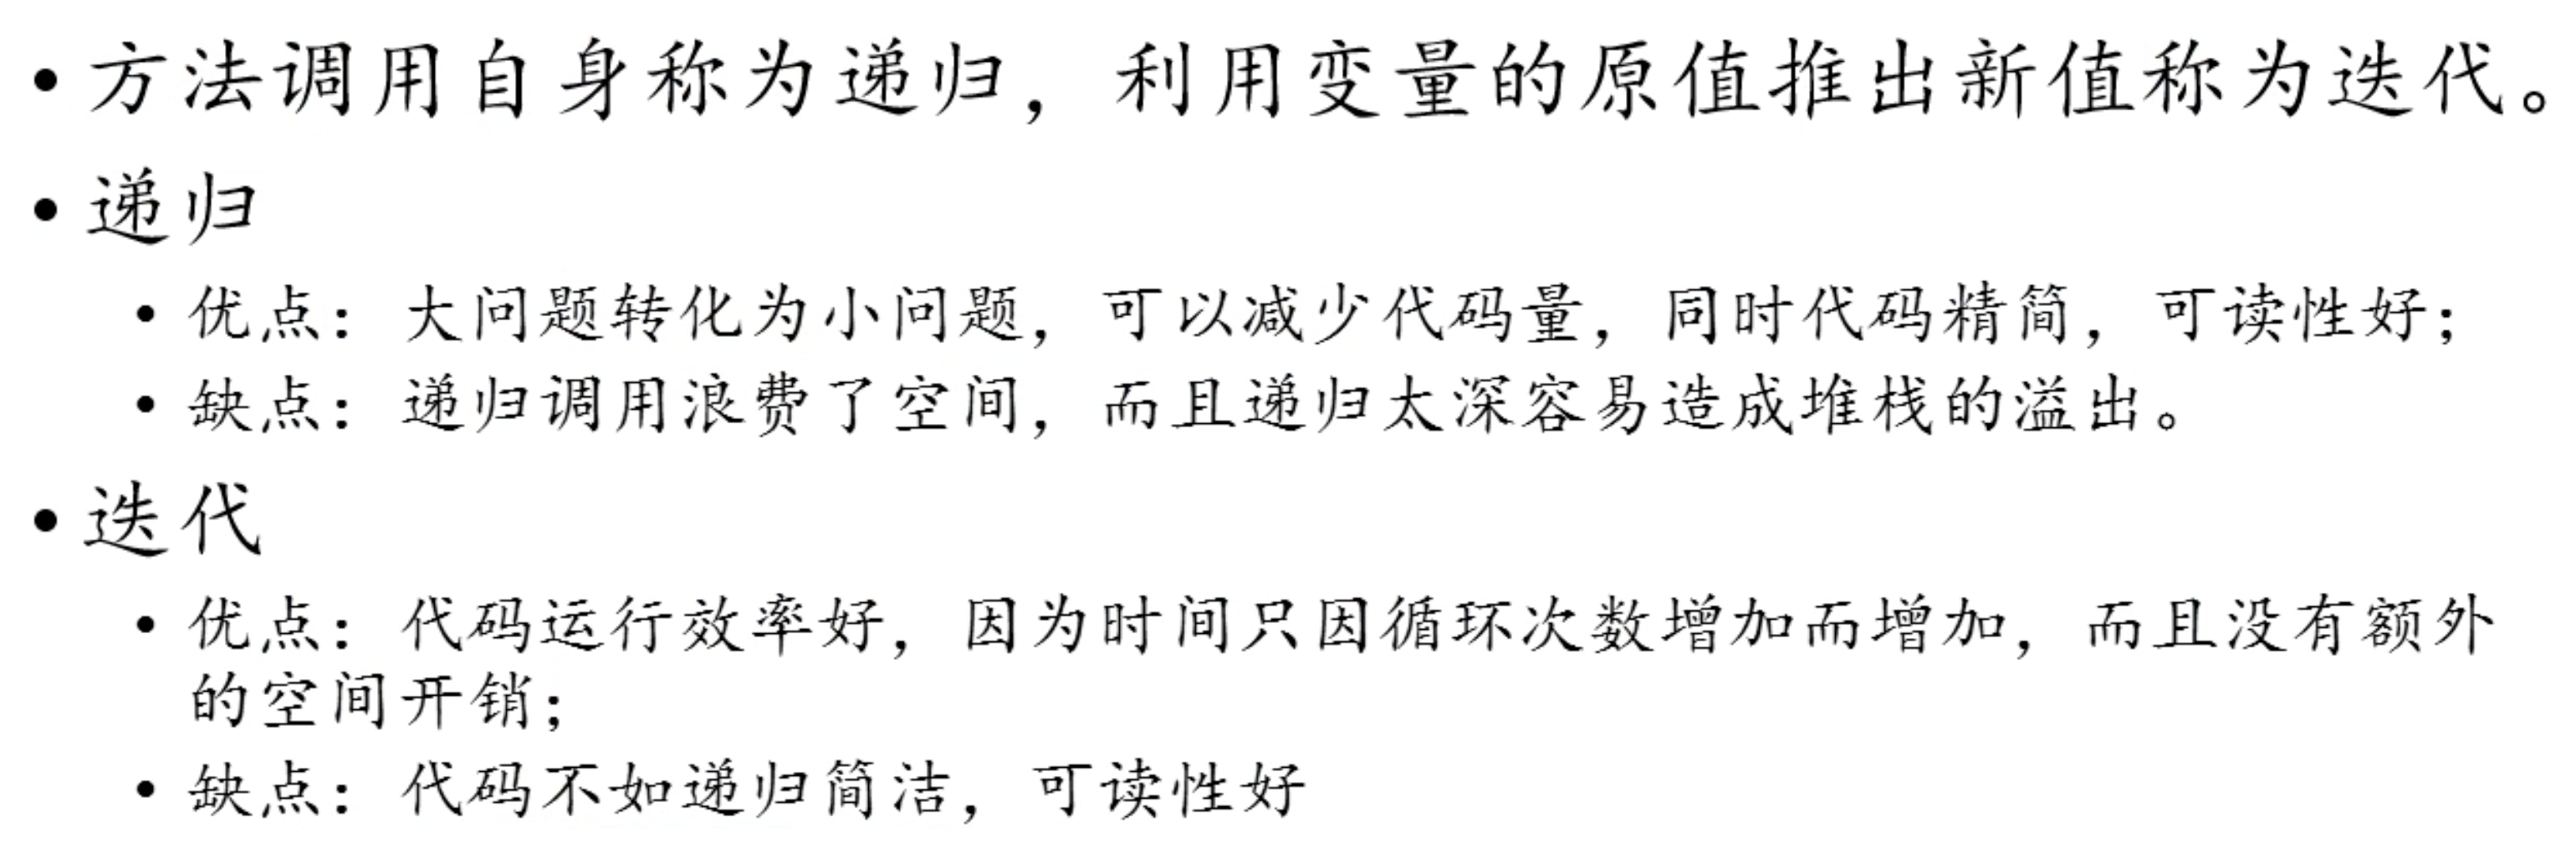 • 方法调用自身称为递归，利用变量的原值推出新值称为迭代。
• 递归
• 优点：大问题转化为小问题，可以减少代码量，同时代码精简，可读性好；
• 缺点：递归调用浪费了空间，而且递归太深容易造成堆栈的溢出。
• 迭代
• 优点：代码运行效率好，因为时间只因循环次数增加而增加，而且没有额外
的空间开销；
• 缺点：代码不如递归简洁，可读性好